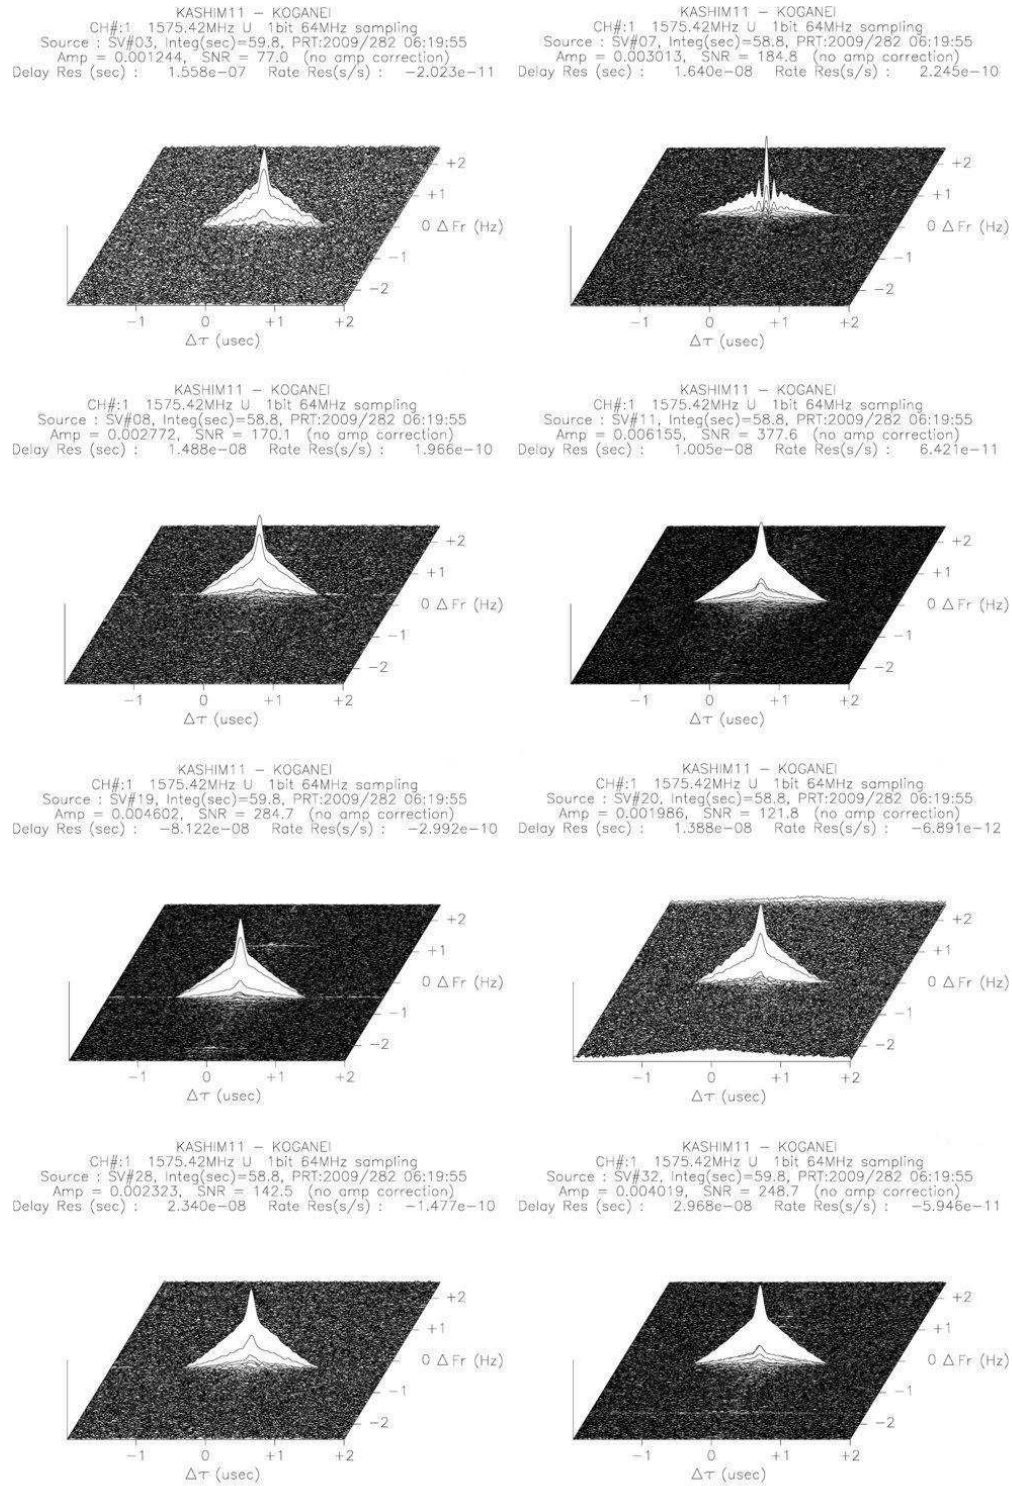 KASHIM11 - KOGANEI
CH#:1 1575.42MHz U 1bit 64MHz sampling
Source : SV#03, Integ(sec)=59.8, PRT:2009/282 06:19:55
Amp = 0.001244, SNR = 77.0 (no amp correction)
Delay Res (sec) : 1.558e-07 Rate Res(s/s) : -2.023e-11
+2
+1
0 Δ Fr (Hz)
-1
-2
-1 0 +1 +2
Δτ (usec)
KASHIM11 - KOGANEI
CH#:1 1575.42MHz U 1bit 64MHz sampling
Source : SV#07, Integ(sec)=58.8, PRT:2009/282 06:19:55
Amp = 0.003013, SNR = 184.8 (no amp correction)
Delay Res (sec) : 1.640e-08 Rate Res(s/s) : 2.245e-10
+2
+1
0 Δ Fr (Hz)
-1
-2
-1 0 +1 +2
Δτ (usec)
KASHIM11 - KOGANEI
CH#:1 1575.42MHz U 1bit 64MHz sampling
Source : SV#08, Integ(sec)=58.8, PRT:2009/282 06:19:55
Amp = 0.002772, SNR = 170.1 (no amp correction)
Delay Res (sec) : 1.488e-08 Rate Res(s/s) : 1.966e-10
+2
+1
0 Δ Fr (Hz)
-1
-2
-1 0 +1 +2
Δτ (usec)
KASHIM11 - KOGANEI
CH#:1 1575.42MHz U 1bit 64MHz sampling
Source : SV#11, Integ(sec)=58.8, PRT:2009/282 06:19:55
Amp = 0.006155, SNR = 377.6 (no amp correction)
Delay Res (sec) : 1.005e-08 Rate Res(s/s) : 6.421e-11
+2
+1
0 Δ Fr (Hz)
-1
-2
-1 0 +1 +2
Δτ (usec)
KASHIM11 - KOGANEI
CH#:1 1575.42MHz U 1bit 64MHz sampling
Source : SV#19, Integ(sec)=59.8, PRT:2009/282 06:19:55
Amp = 0.004602, SNR = 284.7 (no amp correction)
Delay Res (sec) : -8.122e-08 Rate Res(s/s) : -2.992e-10
+2
+1
0 Δ Fr (Hz)
-1
-2
-1 0 +1 +2
Δτ (usec)
KASHIM11 - KOGANEI
CH#:1 1575.42MHz U 1bit 64MHz sampling
Source : SV#20, Integ(sec)=58.8, PRT:2009/282 06:19:55
Amp = 0.001986, SNR = 121.8 (no amp correction)
Delay Res (sec) : 1.388e-08 Rate Res(s/s) : -6.891e-12
+2
+1
0 Δ Fr (Hz)
-1
-2
-1 0 +1 +2
Δτ (usec)
KASHIM11 - KOGANEI
CH#:1 1575.42MHz U 1bit 64MHz sampling
Source : SV#28, Integ(sec)=58.8, PRT:2009/282 06:19:55
Amp = 0.002323, SNR = 142.5 (no amp correction)
Delay Res (sec) : 2.340e-08 Rate Res(s/s) : -1.477e-10
+2
+1
0 Δ Fr (Hz)
-1
-2
-1 0 +1 +2
Δτ (usec)
KASHIM11 - KOGANEI
CH#:1 1575.42MHz U 1bit 64MHz sampling
Source : SV#32, Integ(sec)=59.8, PRT:2009/282 06:19:55
Amp = 0.004019, SNR = 248.7 (no amp correction)
Delay Res (sec) : 2.968e-08 Rate Res(s/s) : -5.946e-11
+2
+1
0 Δ Fr (Hz)
-1
-2
-1 0 +1 +2
Δτ (usec)